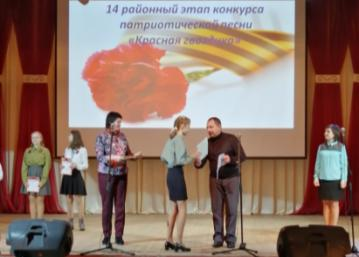 14 районный этап конкурса
патриотической песни
«Красная гвоздика»